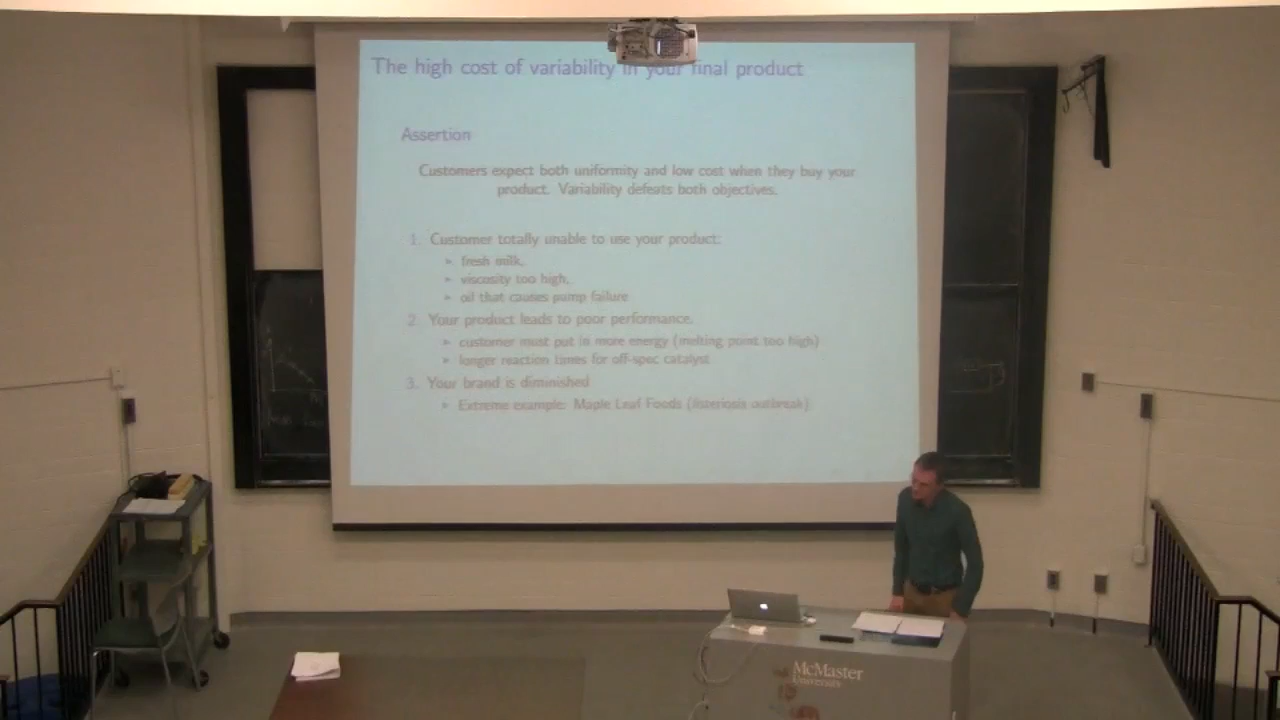 The high cost of variability in your final product
Assertion
Customers expect both uniformity and low cost when they buy your
product. Variability defeats both objectives.
1. Customer totally unable to use your product:
▸ fresh milk,
▸ viscosity too high,
▸ oil that causes pump failure
2. Your product leads to poor performance.
▸ customer must put in more energy (melting point too high)
▸ longer reaction times for off-spec catalyst
3. Your brand is diminished
▸ Extreme example: Maple Leaf Foods (listeriosis outbreak)
McMaster
University